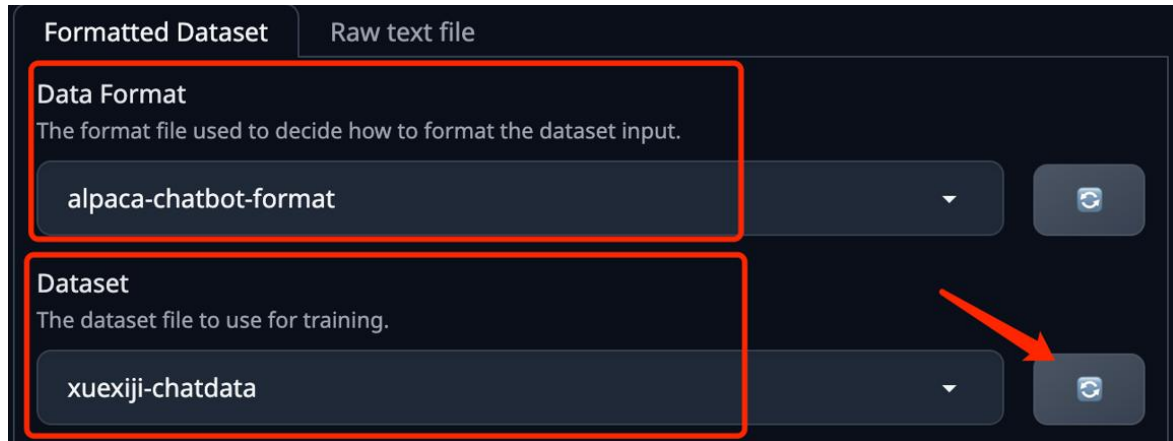 Formatted Dataset Raw text file
Data Format
The format file used to decide how to format the dataset input.
alpaca-chatbot-format
Dataset
The dataset file to use for training.
xuexiji-chatdata